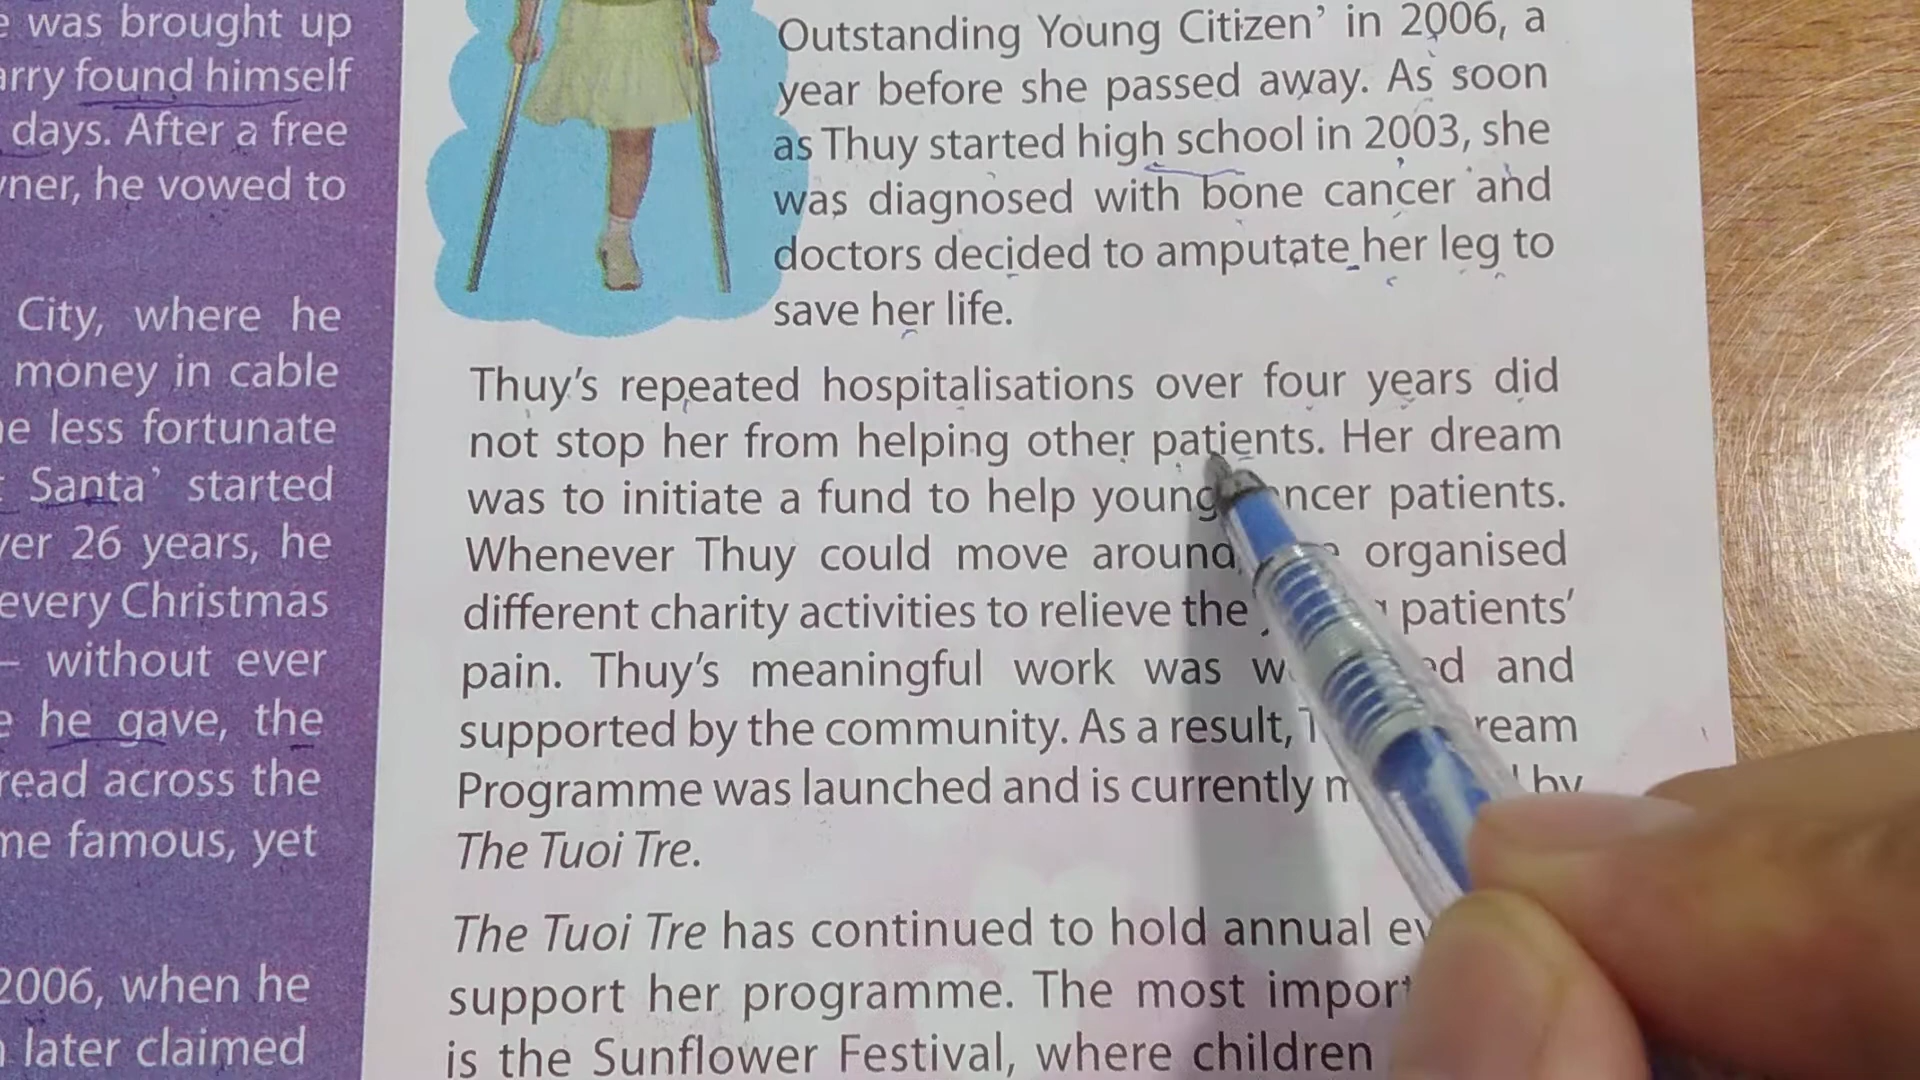 e was brought up
arry found himself
days. After a free
ner, he vowed to
City, where he
money in cable
e less fortunate
Santa’ started
ver 26 years, he
every Christmas
– without ever
e he gave, the
read across the
me famous, yet
2006, when he
later claimed
Outstanding Young Citizen’ in 2006, a
year before she passed away. As soon
as Thuy started high school in 2003, she
was diagnosed with bone cancer and
doctors decided to amputate her leg to
save her life.
Thuy’s repeated hospitalisations over four years did
not stop her from helping other patients. Her dream
was to initiate a fund to help young ncer patients.
Whenever Thuy could move around, organised
different charity activities to relieve the patients’
pain. Thuy’s meaningful work was and
supported by the community. As a result, ream
Programme was launched and is currently by
The Tuoi Tre.
The Tuoi Tre has continued to hold annual
support her programme. The most impor
is the Sunflower Festival, where children